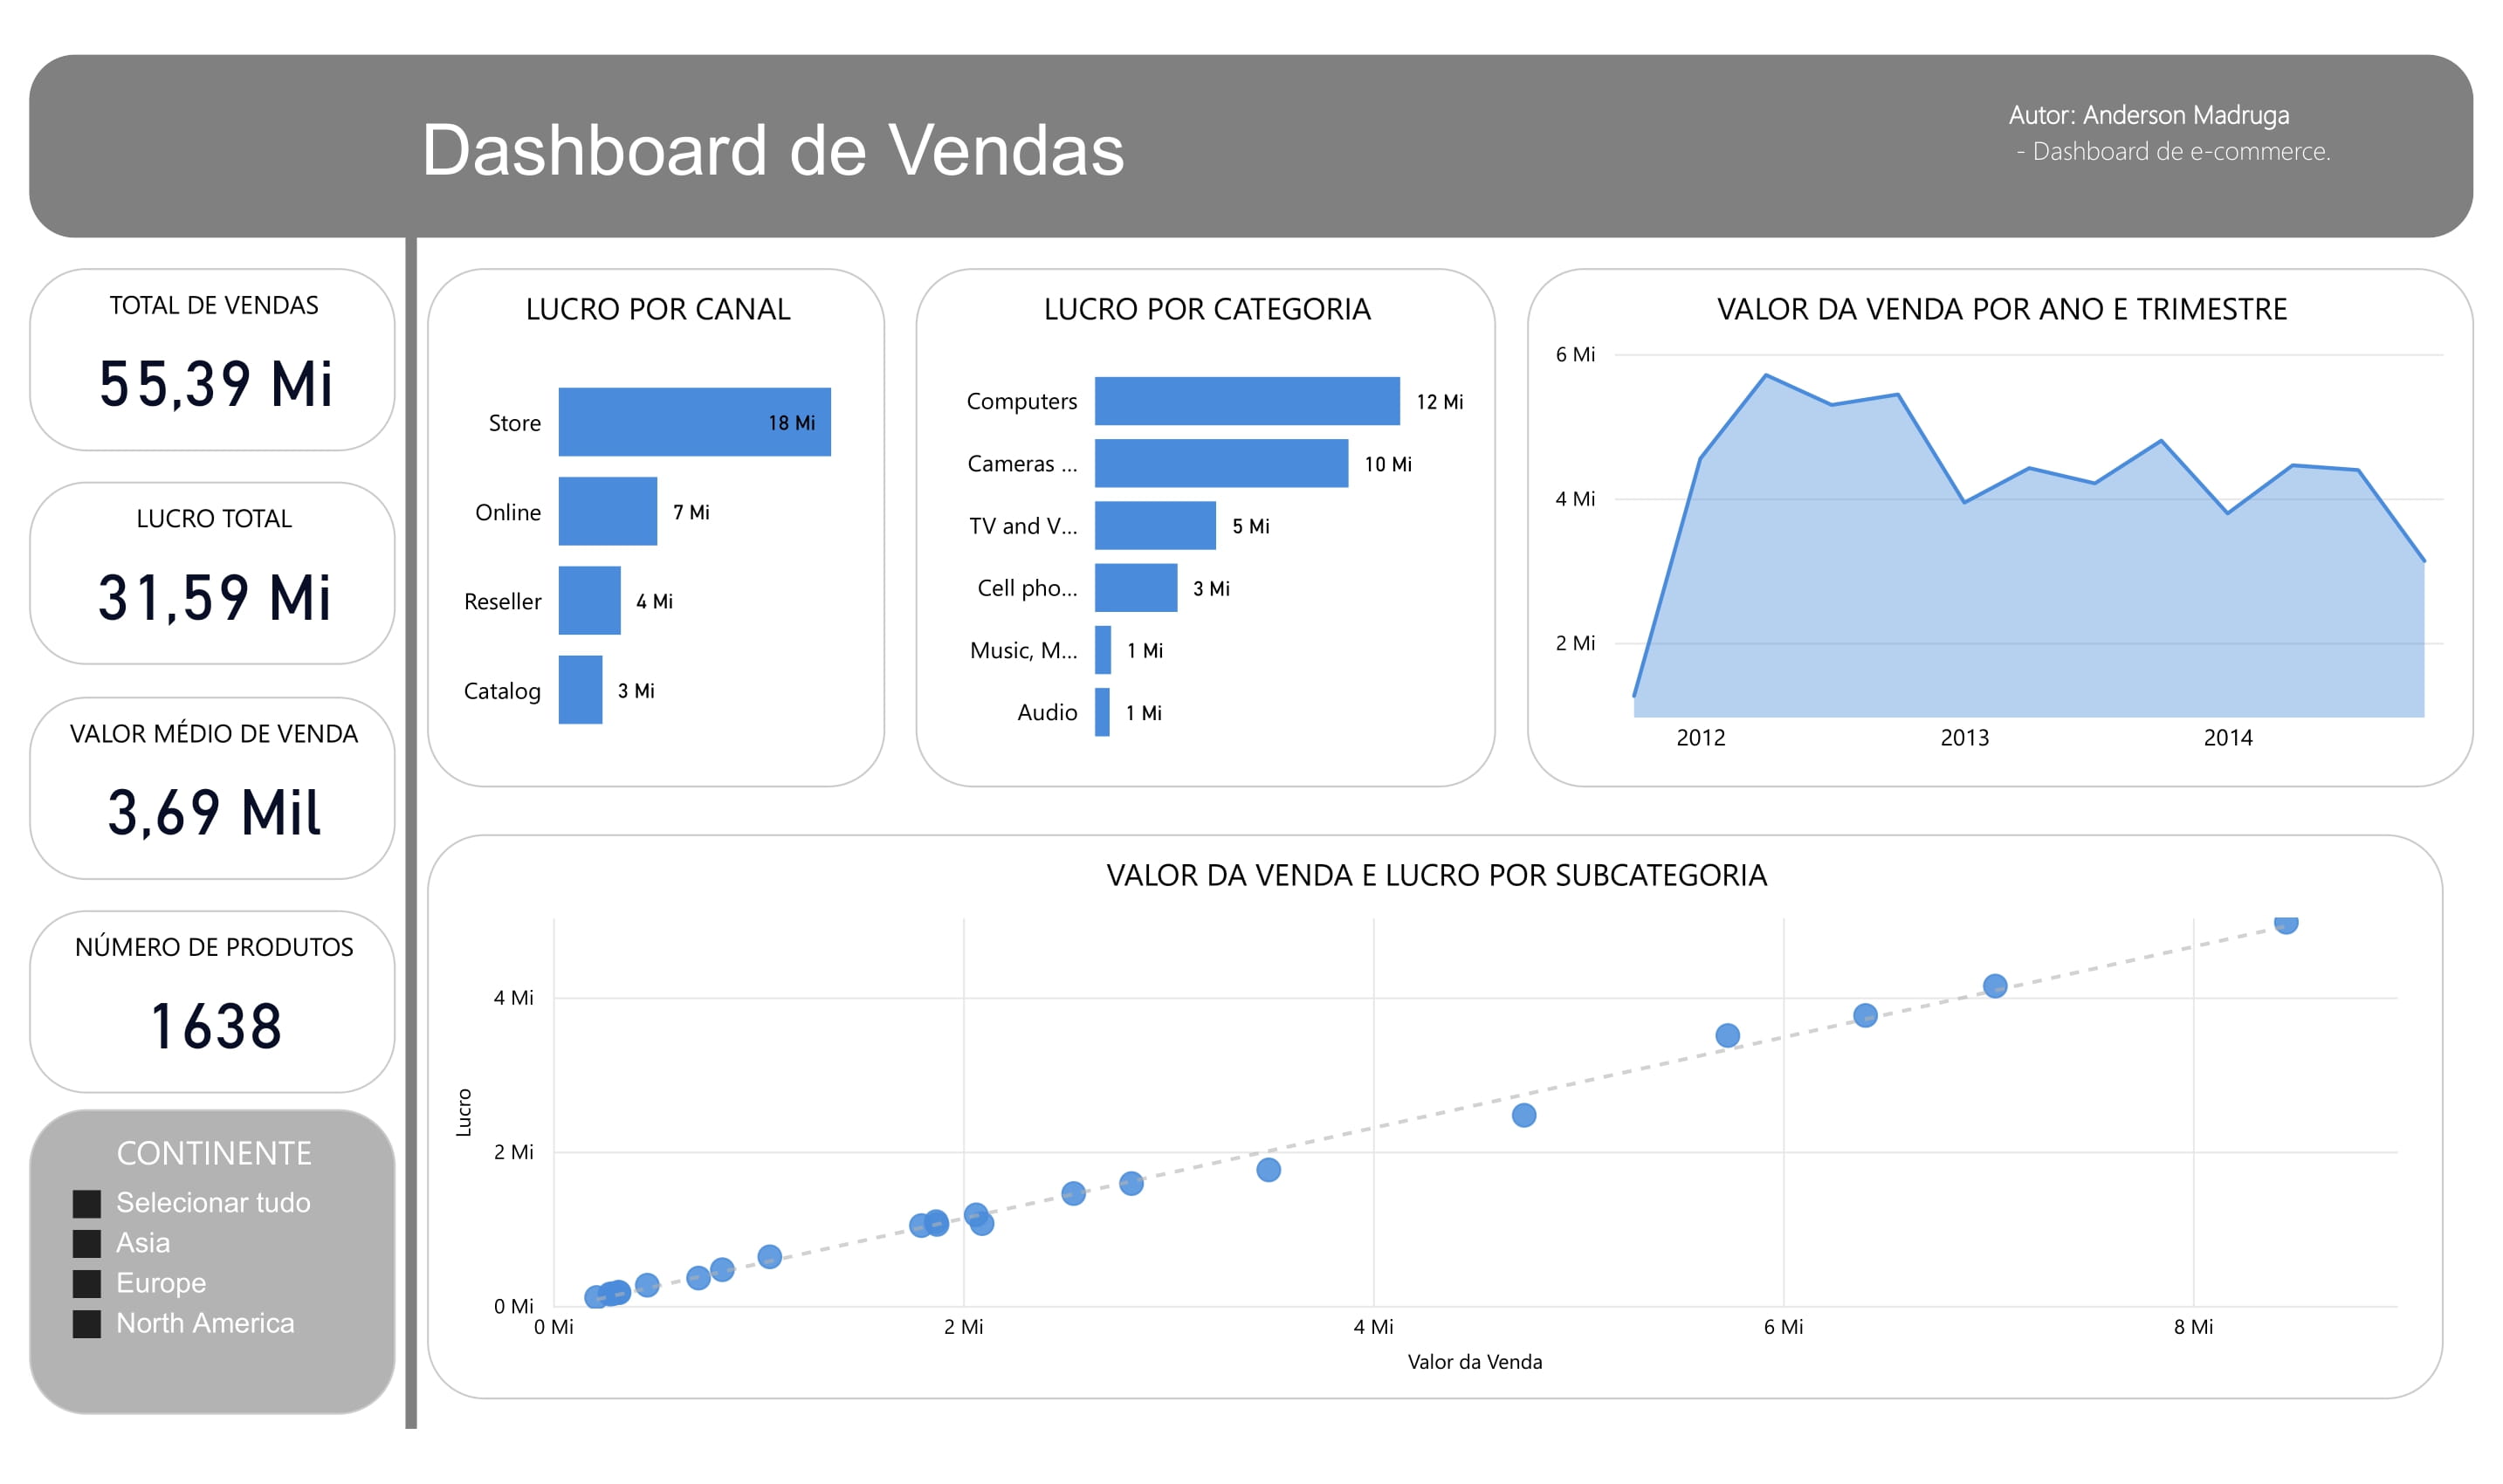 Dashboard de Vendas
Autor: Anderson Madruga
- Dashboard de e-commerce.
TOTAL DE VENDAS
55,39 Mi
LUCRO TOTAL
31,59 Mi
VALOR MÉDIO DE VENDA
3,69 Mil
NÚMERO DE PRODUTOS
1638
CONTINENTE
Selecionar tudo
Asia
Europe
North America
LUCRO POR CANAL
Store 18 Mi
Online 7 Mi
Reseller 4 Mi
Catalog 3 Mi
LUCRO POR CATEGORIA
Computers 12 Mi
Cameras ... 10 Mi
TV and V... 5 Mi
Cell pho... 3 Mi
Music, M... 1 Mi
Audio 1 Mi
VALOR DA VENDA POR ANO E TRIMESTRE
6 Mi
4 Mi
2 Mi
2012 2013 2014
VALOR DA VENDA E LUCRO POR SUBCATEGORIA
Lucro
4 Mi
2 Mi
0 Mi
0 Mi 2 Mi 4 Mi 6 Mi 8 Mi
Valor da Venda